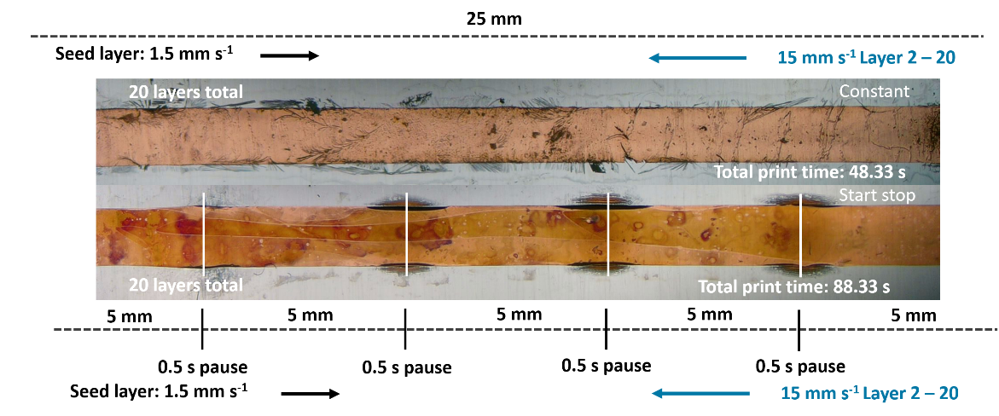 25 mm
Seed layer: 1.5 mm s-1
15 mm s-1 Layer 2 – 20
20 layers total
Constant
Total print time: 48.33 s
Start stop
20 layers total
Total print time: 88.33 s
5 mm
5 mm
5 mm
5 mm
5 mm
0.5 s pause
0.5 s pause
0.5 s pause
0.5 s pause
Seed layer: 1.5 mm s-1
15 mm s-1 Layer 2 – 20